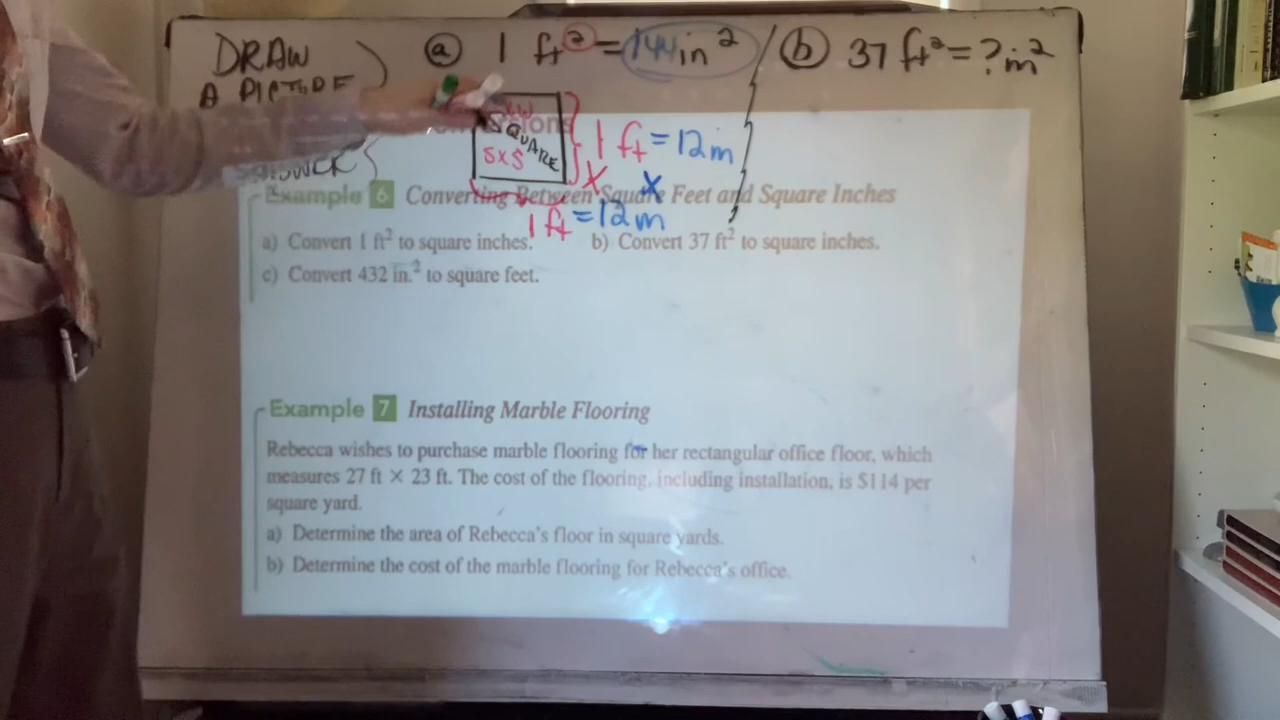 DRAW
A PICTURE
ⓐ 1 ft² = 144 in²
ⓑ 37 ft² = ? in²
SQUARE
S×S
1 ft = 12 in
× ×
1 ft = 12 in
Example 6 Converting Between Square Feet and Square Inches
a) Convert 1 ft² to square inches. b) Convert 37 ft² to square inches.
c) Convert 432 in.² to square feet.
Example 7 Installing Marble Flooring
Rebecca wishes to purchase marble flooring for her rectangular office floor, which
measures 27 ft × 23 ft. The cost of the flooring, including installation, is $114 per
square yard.
a) Determine the area of Rebecca's floor in square yards.
b) Determine the cost of the marble flooring for Rebecca's office.